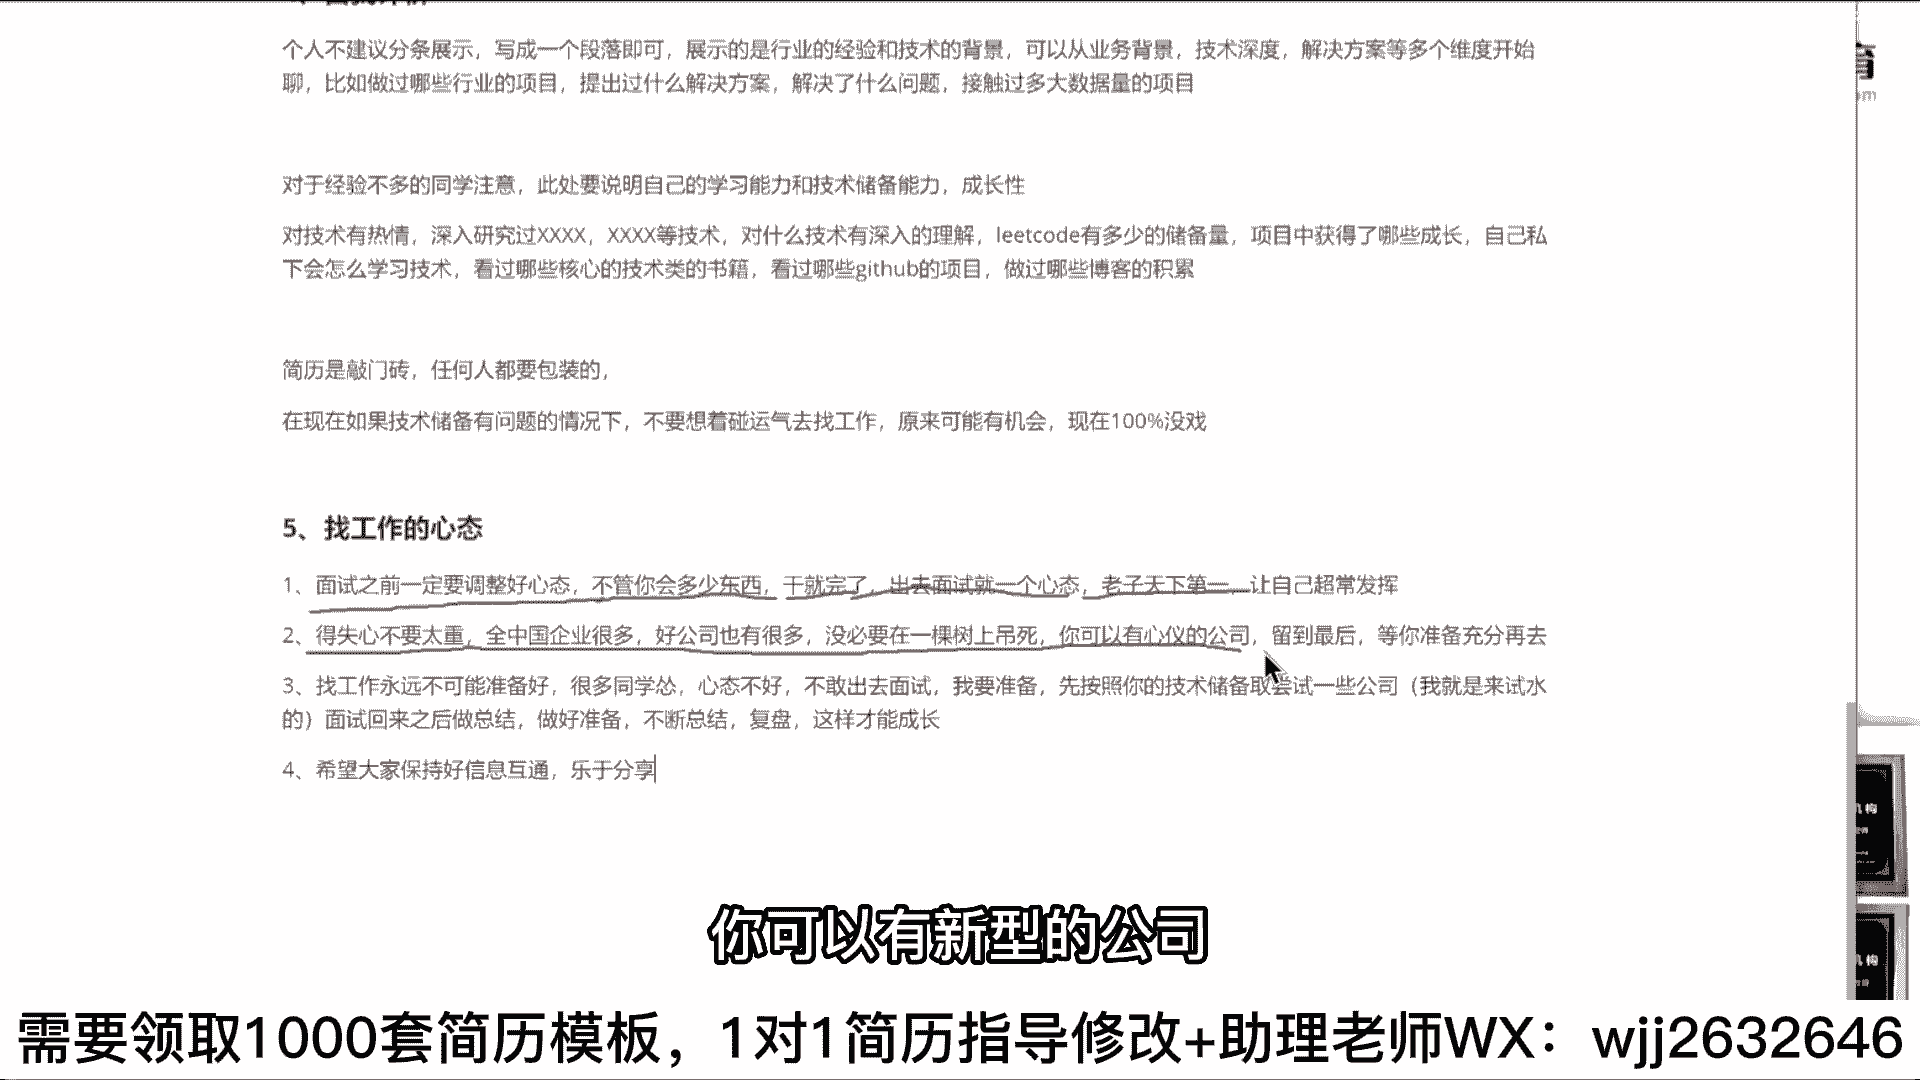 个人不建议分条展示，写成一个段落即可，展示的是行业的经验和技术的背景，可以从业务背景，技术深度，解决方案等多个维度开始
聊，比如做过哪些行业的项目，提出过什么解决方案，解决了什么问题，接触过多大数据量的项目
对于经验不多的同学注意，此处要说明自己的学习能力和技术储备能力，成长性
对技术有热情，深入研究过XXXX，XXXX等技术，对什么技术有深入的理解，leetcode有多少的储备量，项目中获得了哪些成长，自己私
下会怎么学习技术，看过哪些核心的技术类的书籍，看过哪些github的项目，做过哪些博客的积累
简历是敲门砖，任何人都要包装的，
在现在如果技术储备有问题的情况下，不要想着碰运气去找工作，原来可能有机会，现在100%没戏
5、找工作的心态
1、面试之前一定要调整好心态，不管你会多少东西，干就完了，出去面试就一个心态，老子天下第一，让自己超常发挥
2、得失心不要太重，全中国企业很多，好公司也有很多，没必要在一棵树上吊死，你可以有心仪的公司，留到最后，等你准备充分再去
3、找工作永远不可能准备好，很多同学怂，心态不好，不敢出去面试，我要准备，先按照你的技术储备取尝试一些公司（我就是来试水
的）面试回来之后做总结，做好准备，不断总结，复盘，这样才能成长
4、希望大家保持好信息互通，乐于分享
育
om
机构
机构
你可以有新型的公司
需要领取1000套简历模板，1对1简历指导修改+助理老师WX：wjj2632646